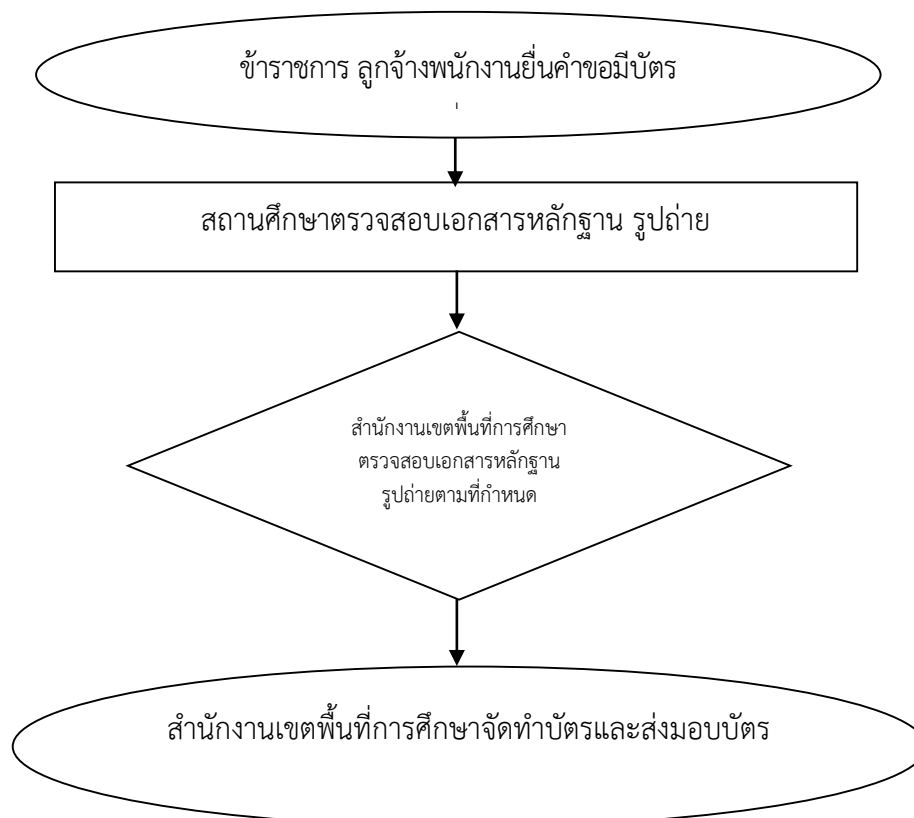 ข้าราชการ ลูกจ้างพนักงานยื่นคำขอมีบัตร
สถานศึกษาตรวจสอบเอกสารหลักฐาน รูปถ่าย
สำนักงานเขตพื้นที่การศึกษา
ตรวจสอบเอกสารหลักฐาน
รูปถ่ายตามที่กำหนด
สำนักงานเขตพื้นที่การศึกษาจัดทำบัตรและส่งมอบบัตร